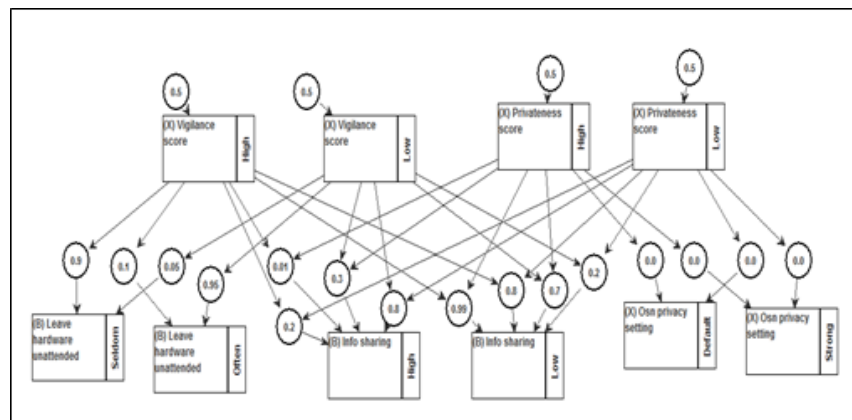 0.5
0.5
0.5
0.5
(X) Vigilance
score
High
(X) Vigilance
score
Low
(X) Privateness
score
High
(X) Privateness
score
Low
0.9
0.1
0.05
0.95
0.01
0.3
0.2
0.8
0.99
0.8
0.7
0.2
0.0
0.0
0.0
0.0
(B) Leave
hardware
unattended
Seldom
(B) Leave
hardware
unattended
Often
(B) Info sharing
High
(B) Info sharing
Low
(X) Osn privacy
setting
Default
(X) Osn privacy
setting
Strong